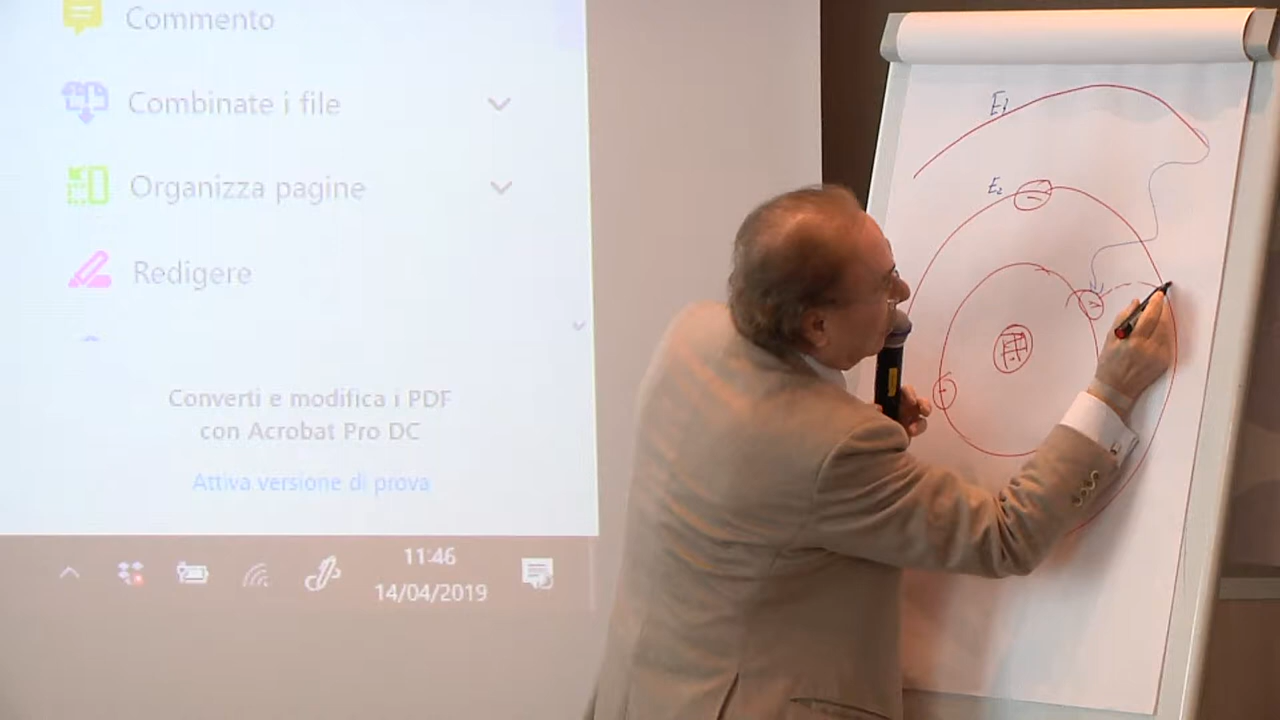 Commento
Combinate i file
Organizza pagine
Redigere
Converti e modifica i PDF
con Acrobat Pro DC
Attiva versione di prova
11:46
14/04/2019
E₂